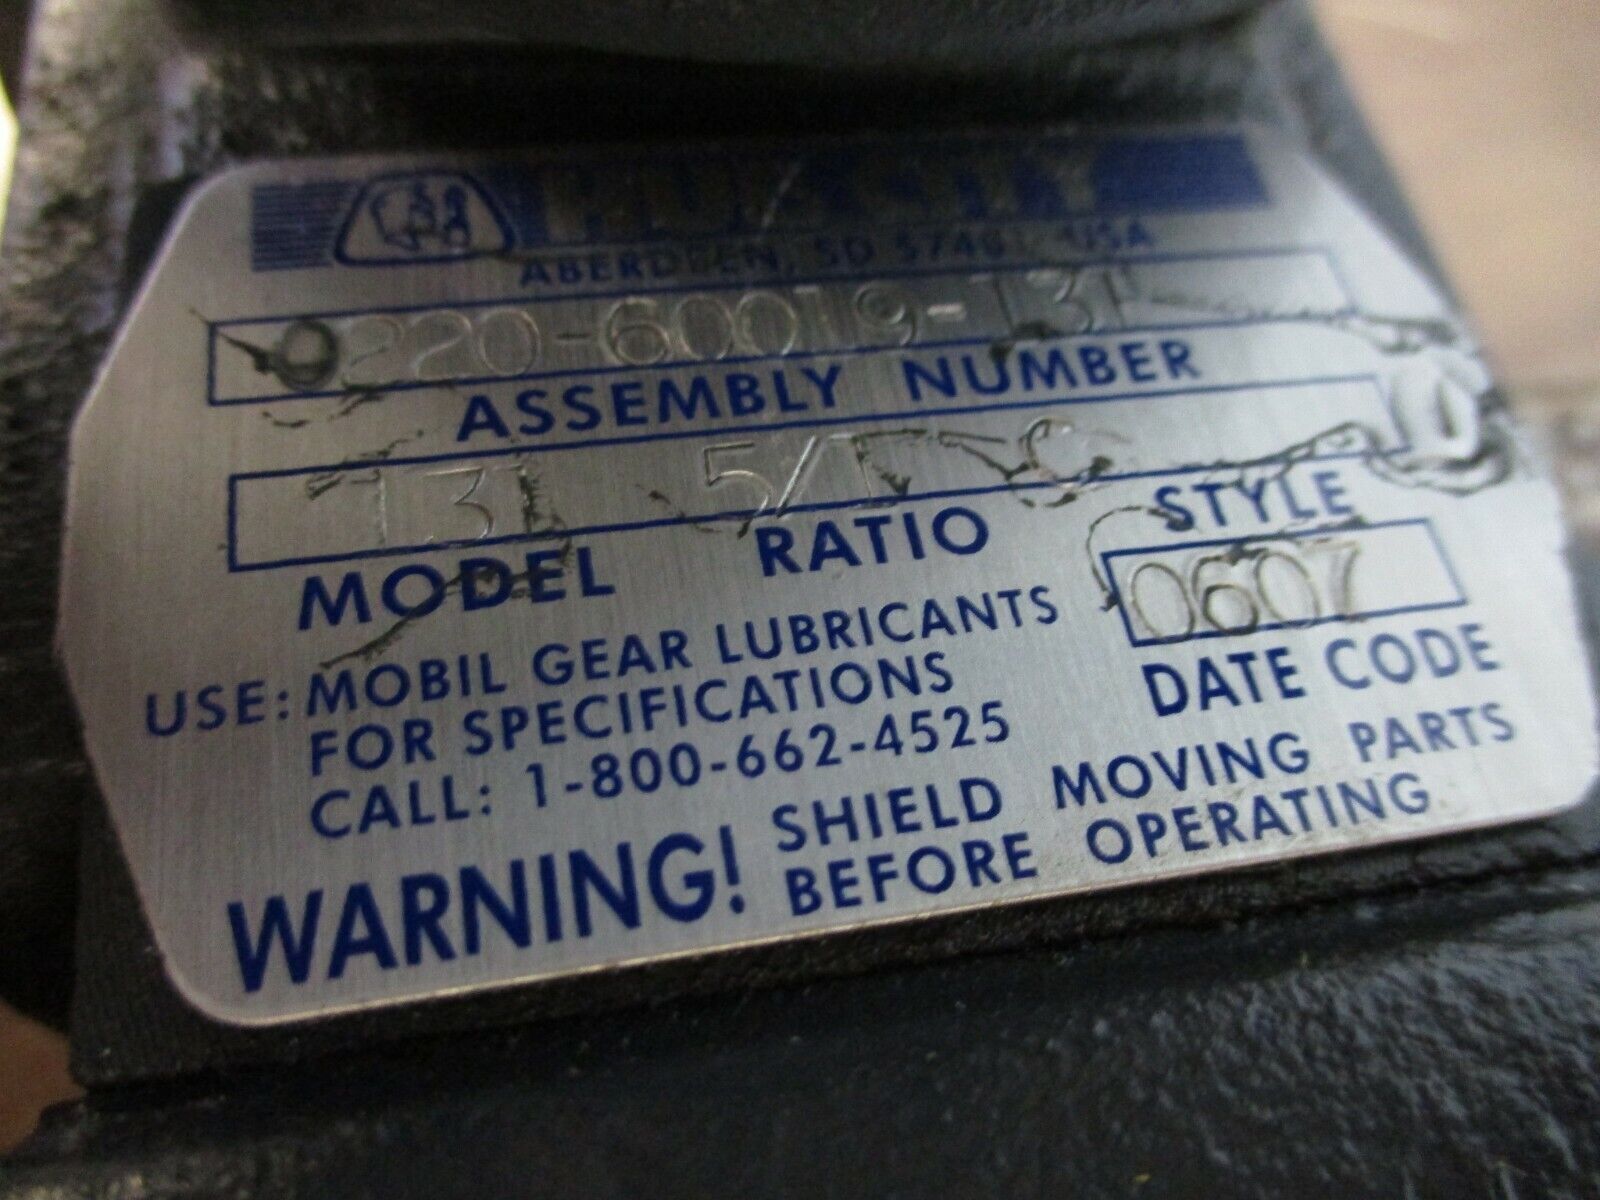 ABERDEEN, SD 57401 USA
0220-60019-131
ASSEMBLY NUMBER
131 5/1
MODEL RATIO STYLE
0607
USE: MOBIL GEAR LUBRICANTS
FOR SPECIFICATIONS
CALL: 1-800-662-4525
DATE CODE
WARNING! SHIELD MOVING PARTS
BEFORE OPERATING